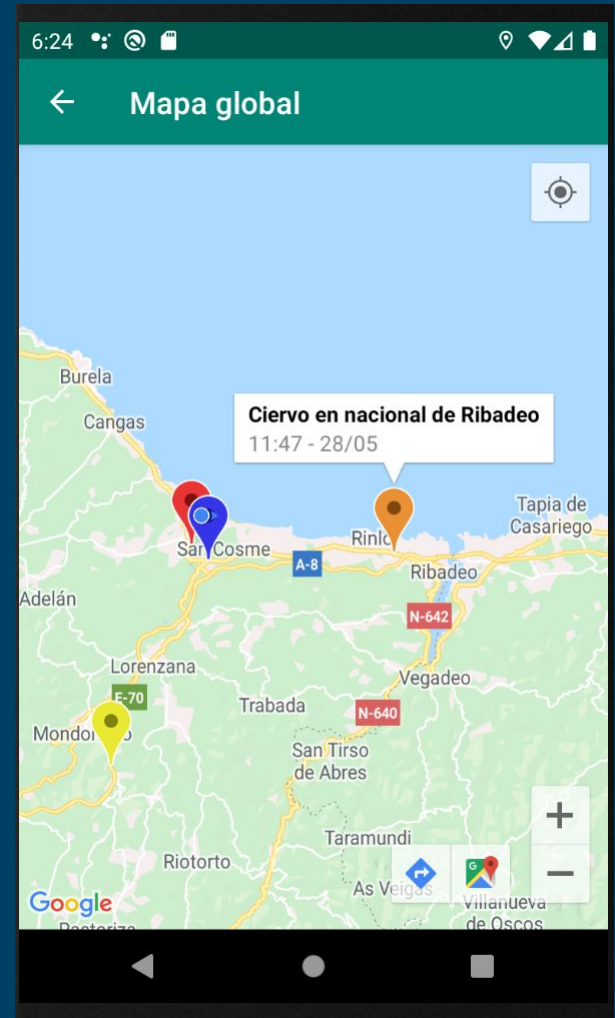 6:24
Mapa global
Burela
Cangas
Ciervo en nacional de Ribadeo
11:47 - 28/05
Tapia de
Casariego
San Cosme
Rinlo
A-8
Ribadeo
Adelán
N-642
Lorenzana
Vegadeo
E-70
Trabada
N-640
San Tirso
de Abres
Taramundi
Riotorto
As Veigas
Villanueva
de Oscos
G
Google